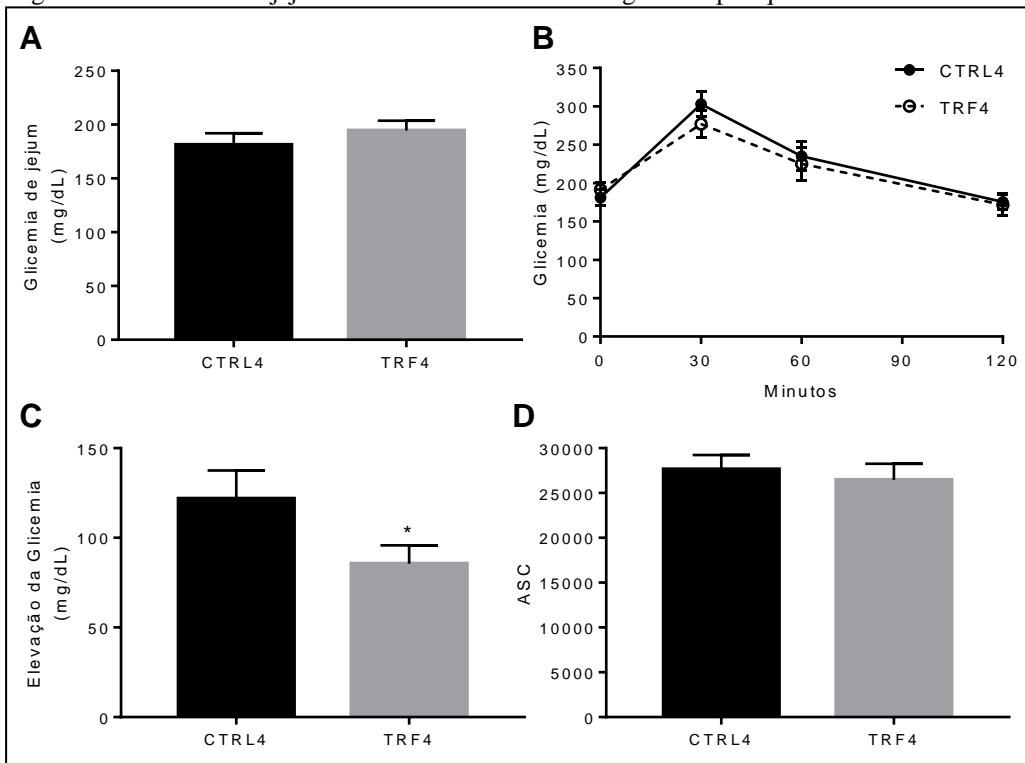 A
Glicemia de jejum
(mg/dL)
250
200
150
100
50
0
CTRL4
TRF4
B
Glicemia (mg/dL)
350
300
250
200
150
100
50
0
0
30
60
90
120
Minutos
CTRL4
TRF4
C
Elevação da Glicemia
(mg/dL)
150
100
50
0
*
CTRL4
TRF4
D
ASC
30000
25000
20000
15000
10000
5000
0
CTRL4
TRF4